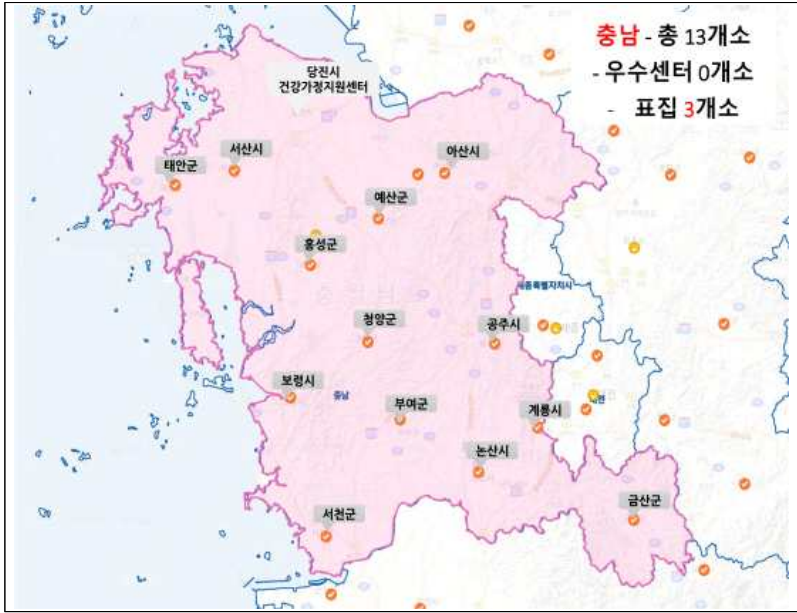 충남 - 총 13개소
- 우수센터 0개소
- 표집 3개소
당진시
건강가정지원센터
서산시
태안군
아산시
예산군
홍성군
세종특별자치시
청양군
공주시
보령시
충남
부여군
계룡시
논산시
금산군
서천군